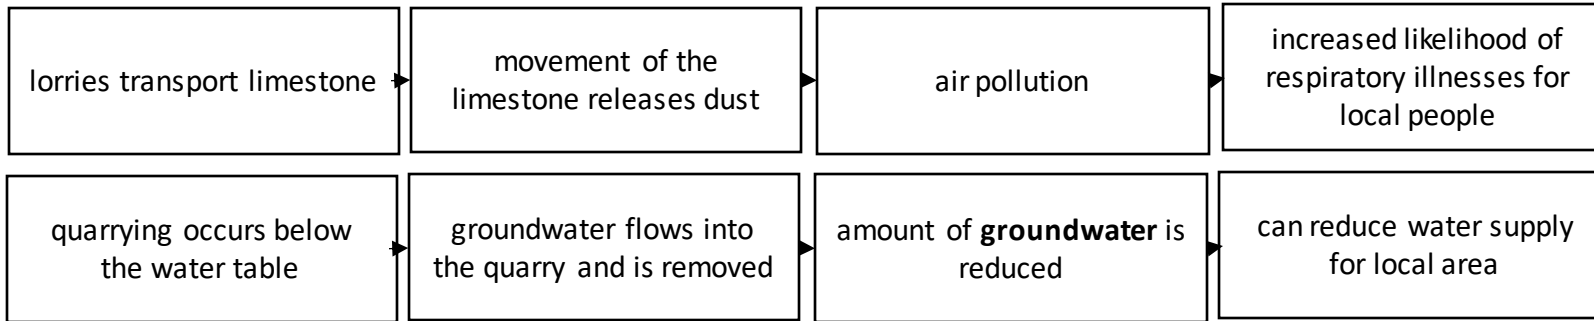 lorries transport limestone
movement of the
limestone releases dust
air pollution
increased likelihood of
respiratory illnesses for
local people
quarrying occurs below
the water table
groundwater flows into
the quarry and is removed
amount of groundwater is
reduced
can reduce water supply
for local area